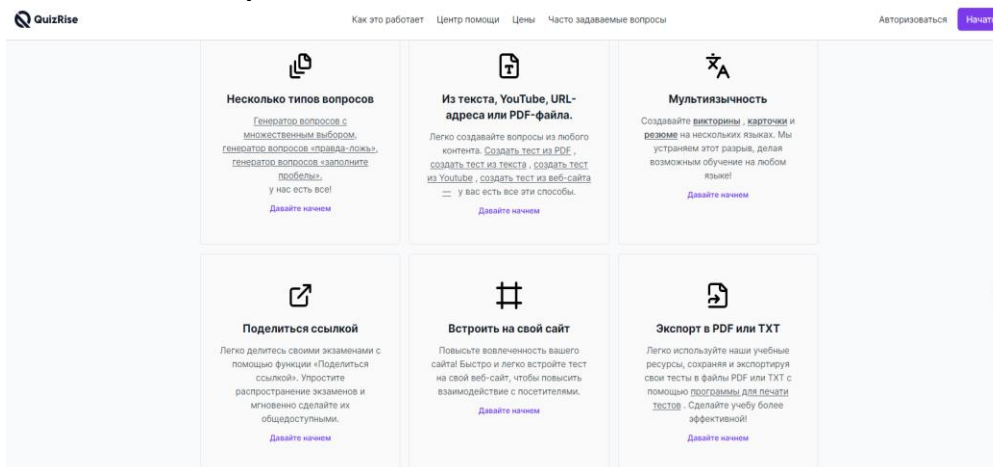 QuizRise
Как это работает Центр помощи Цены Часто задаваемые вопросы
Авторизоваться
Начать
Несколько типов вопросов
Генератор вопросов с
множественным выбором,
генератор вопросов «правда-ложь»,
генератор вопросов «заполните
пробелы»,
у нас есть все!
Давайте начнем
Из текста, YouTube, URL-
адреса или PDF-файла.
Легко создавайте вопросы из любого
контента. Создать тест из PDF ,
создать тест из текста , создать тест
из Youtube , создать тест из веб-сайта
— у вас есть все эти способы.
Давайте начнем
Мультиязычность
Создавайте викторины , карточки и
резюме на нескольких языках. Мы
устраняем этот разрыв, делая
возможным обучение на любом
языке!
Давайте начнем
Поделиться ссылкой
Легко делитесь своими экзаменами с
помощью функции «Поделиться
ссылкой». Упростите
распространение экзаменов и
мгновенно сделайте их
общедоступными.
Давайте начнем
Встроить на свой сайт
Повысьте вовлеченность вашего
сайта! Быстро и легко встройте тест
на свой веб-сайт, чтобы повысить
взаимодействие с посетителями.
Давайте начнем
Экспорт в PDF или TXT
Легко используйте наши учебные
ресурсы, сохраняя и экспортируя
свои тесты в файлы PDF или TXT с
помощью программы для печати
тестов . Сделайте учебу более
эффективной!
Давайте начнем